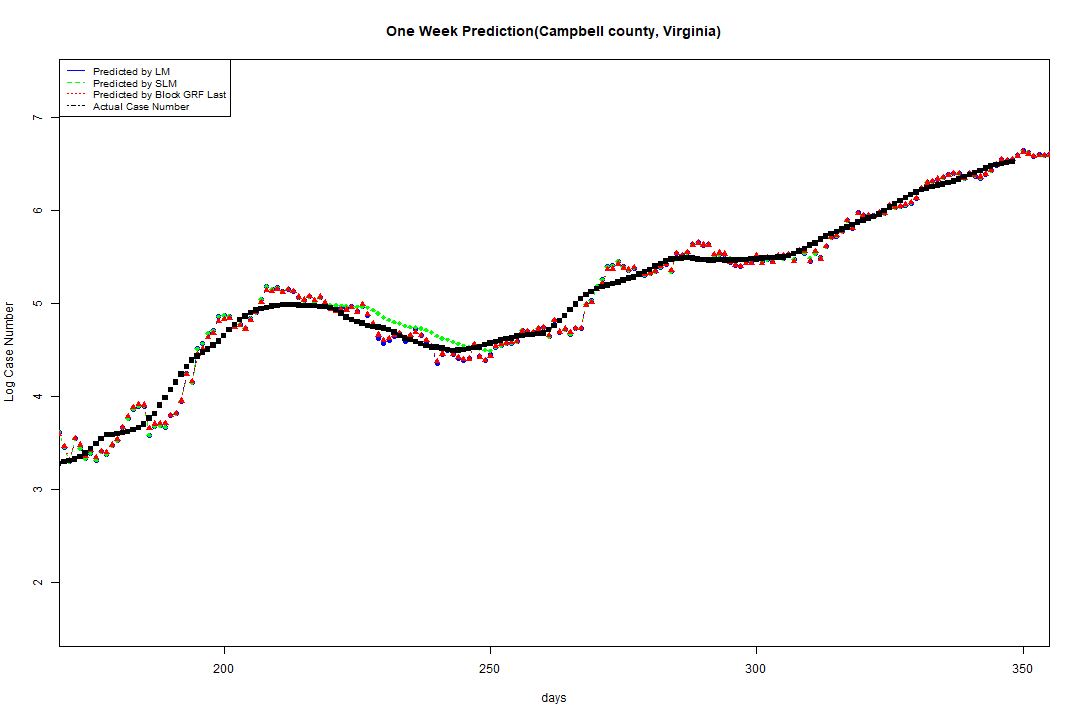 One Week Prediction(Campbell county, Virginia)
Predicted by LM
Predicted by SLM
Predicted by Block GRF Last
Actual Case Number
7
6
5
4
3
2
Log Case Number
200 250 300 350
days